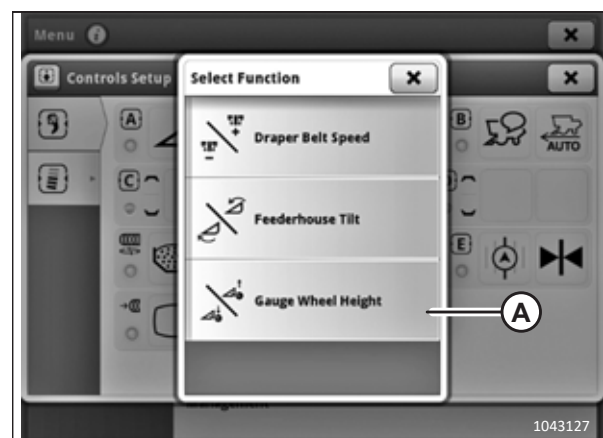 Menu i
Controls Setup
Select Function
A
B
AUTO
Draper Belt Speed
C
Feederhouse Tilt
E
Gauge Wheel Height
A
1043127